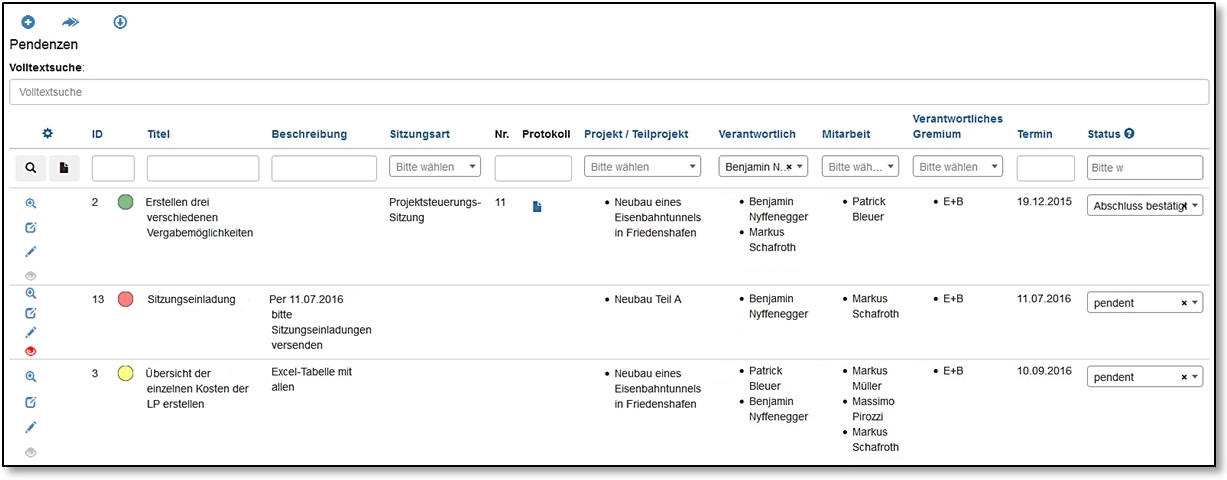 Pendenzen
Volltextsuche:
Volltextsuche
ID Titel Beschreibung Sitzungsart Nr. Protokoll Projekt / Teilprojekt Verantwortlich Mitarbeit Verantwortliches Gremium Termin Status
Bitte wählen Bitte wählen Benjamin N... Bitte wäh... Bitte wählen Bitte w
2
Erstellen drei
verschiedenen
Vergabemöglichkeiten
Projektsteuerungs-
Sitzung
11
• Neubau eines
Eisenbahntunnels
in Friedenshafen
• Benjamin
Nyffenegger
• Markus
Schafroth
• Patrick
Bleuer
• E+B
19.12.2015
Abschluss bestätigt
13
Sitzungseinladung
Per 11.07.2016
bitte
Sitzungseinladungen
versenden
• Neubau Teil A
• Benjamin
Nyffenegger
• Markus
Schafroth
• E+B
11.07.2016
pendent
3
Übersicht der
einzelnen Kosten der
LP erstellen
Excel-Tabelle mit
allen
• Neubau eines
Eisenbahntunnels
in Friedenshafen
• Patrick
Bleuer
• Benjamin
Nyffenegger
• Markus
Müller
• Massimo
Pirozzi
• Markus
Schafroth
• E+B
10.09.2016
pendent